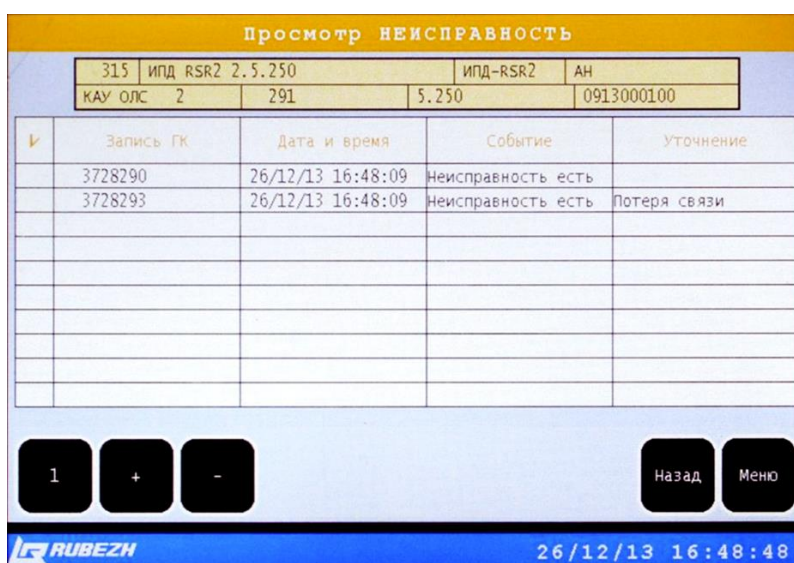 Просмотр НЕИСПРАВНОСТЬ
315 ИПД RSR2 2.5.250 ИПД-RSR2 АН
КАУ ОЛС 2 291 5.250 0913000100
V Запись ГК Дата и время Событие Уточнение
3728290 26/12/13 16:48:09 Неисправность есть
3728293 26/12/13 16:48:09 Неисправность есть Потеря связи
1 + - Назад Меню
RUBEZH 26/12/13 16:48:48